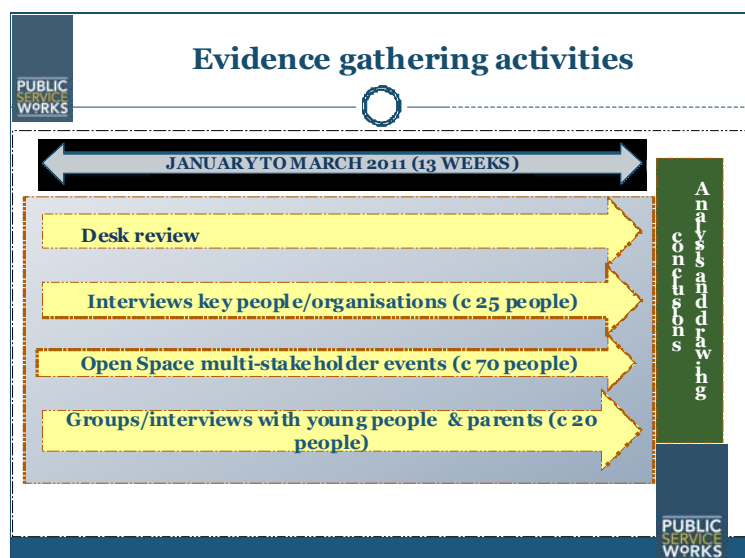 Evidence gathering activities
PUBLIC
SERVICE
WORKS
JANUARY TO MARCH 2011 (13 WEEKS)
Desk review
Interviews key people/organisations (c 25 people)
Open Space multi-stakeholder events (c 70 people)
Groups/interviews with young people & parents (c 20
people)
Analysis and drawing
conclusions
PUBLIC
SERVICE
WORKS